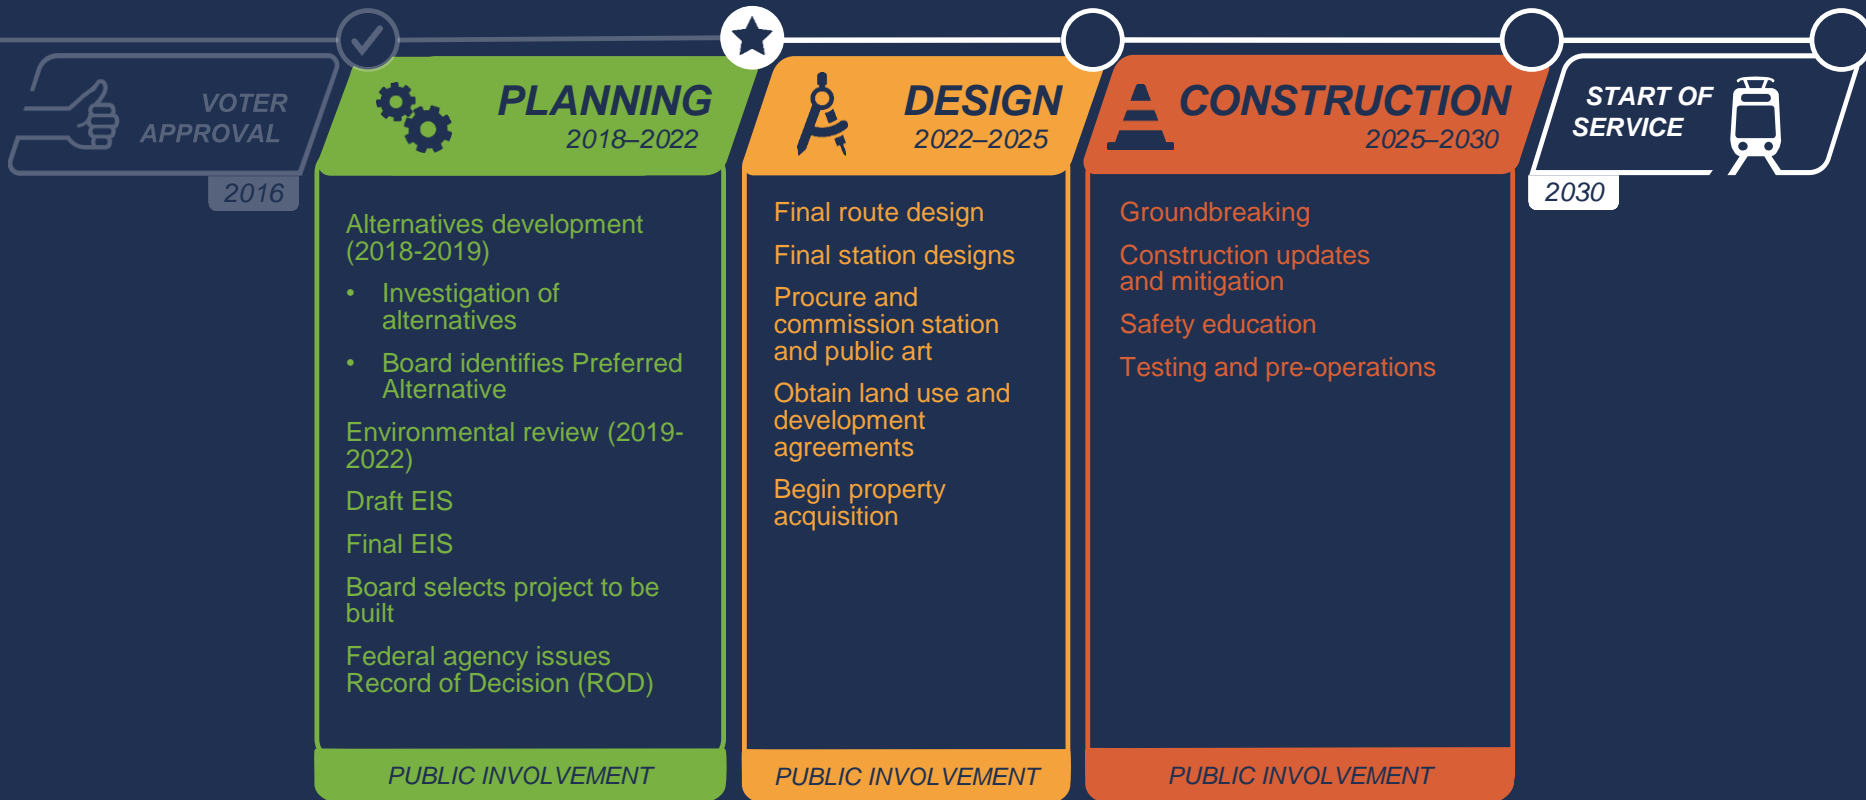 VOTER
APPROVAL
2016
PLANNING
2018–2022
Alternatives development
(2018-2019)
• Investigation of
alternatives
• Board identifies Preferred
Alternative
Environmental review (2019-
2022)
Draft EIS
Final EIS
Board selects project to be
built
Federal agency issues
Record of Decision (ROD)
PUBLIC INVOLVEMENT
DESIGN
2022–2025
Final route design
Final station designs
Procure and
commission station
and public art
Obtain land use and
development
agreements
Begin property
acquisition
PUBLIC INVOLVEMENT
CONSTRUCTION
2025–2030
Groundbreaking
Construction updates
and mitigation
Safety education
Testing and pre-operations
PUBLIC INVOLVEMENT
START OF
SERVICE
2030